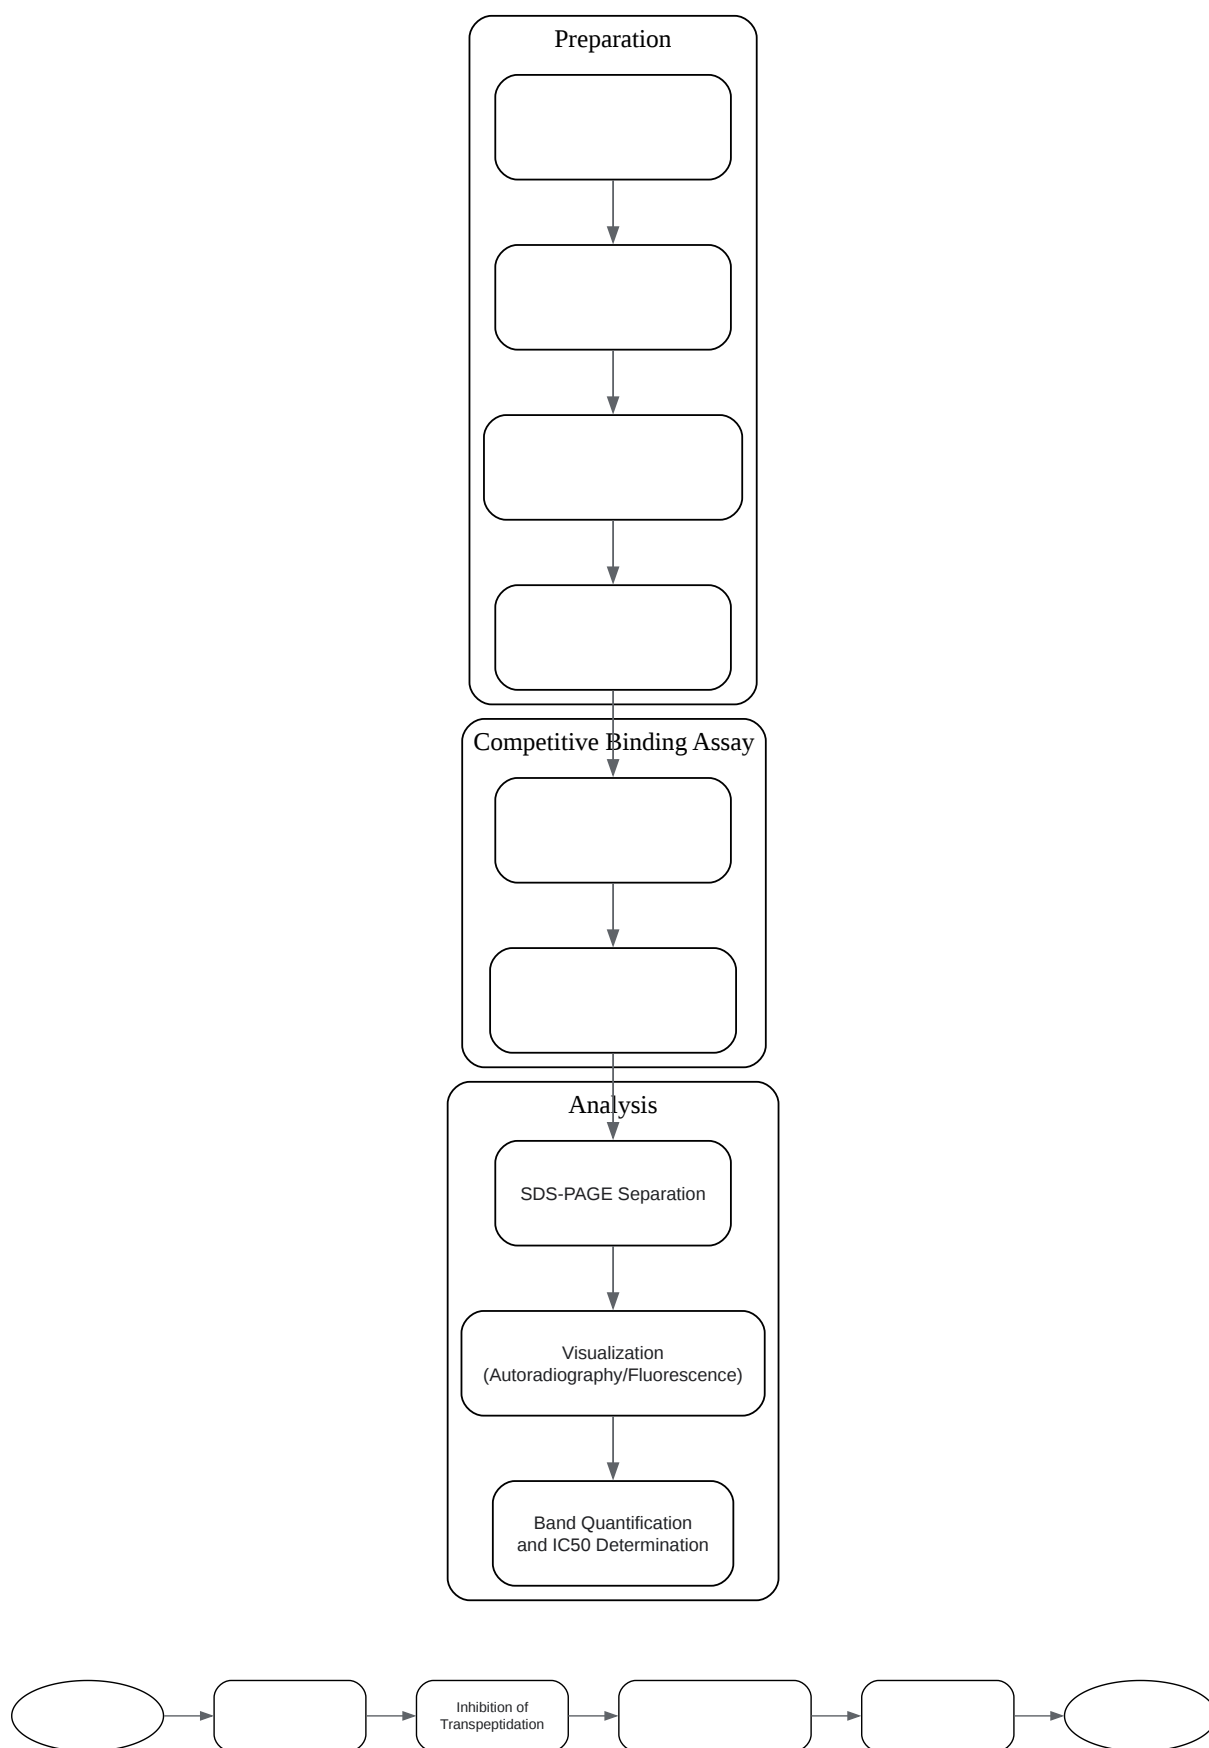 Preparation
Competitive Binding Assay
Analysis
SDS-PAGE Separation
Visualization
(Autoradiography/Fluorescence)
Band Quantification
and IC50 Determination
Inhibition of
Transpeptidation